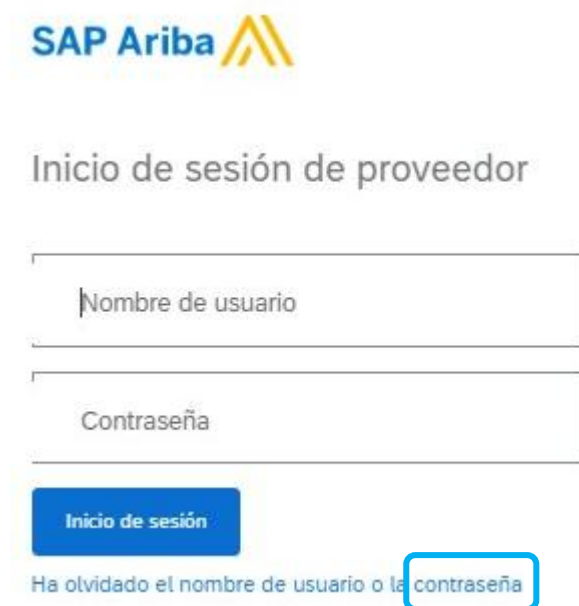 SAP Ariba
Inicio de sesión de proveedor
Nombre de usuario
Contraseña
Inicio de sesión
Ha olvidado el nombre de usuario o la contraseña